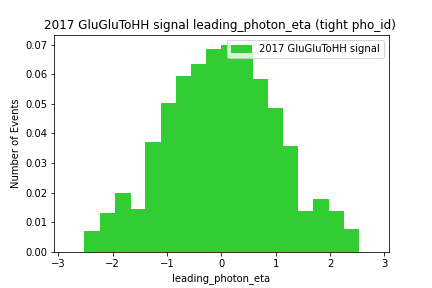 2017 GluGluToHH signal leading_photon_eta (tight pho_id)
2017 GluGluToHH signal
Number of Events
0.07
0.06
0.05
0.04
0.03
0.02
0.01
0.00
−3 −2 −1 0 1 2 3
leading_photon_eta